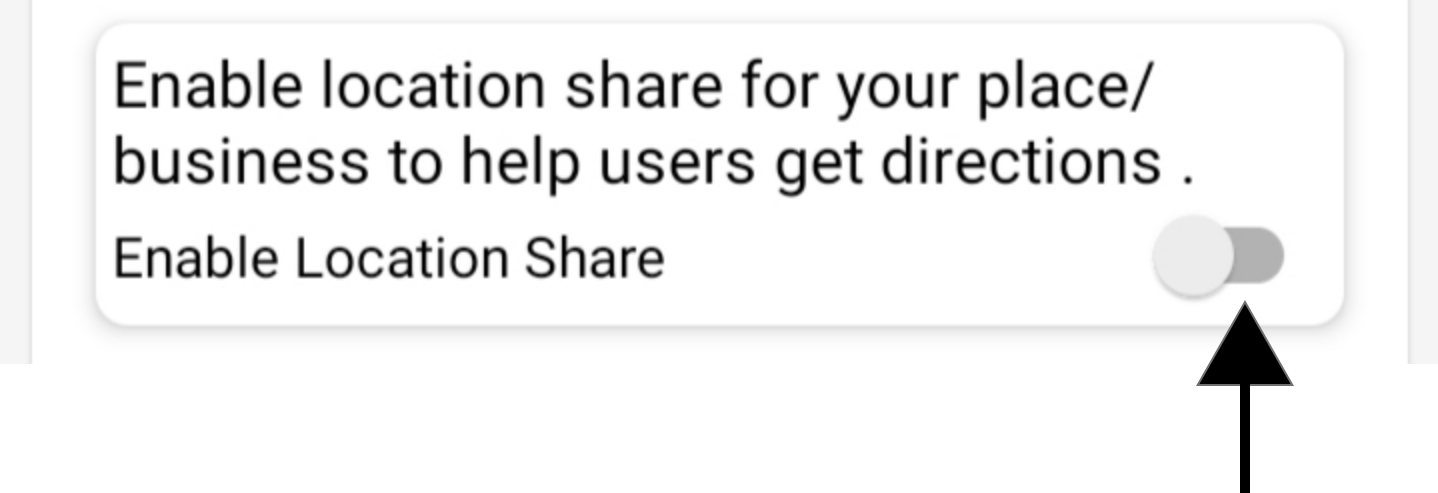 Enable location share for your place/
business to help users get directions .
Enable Location Share